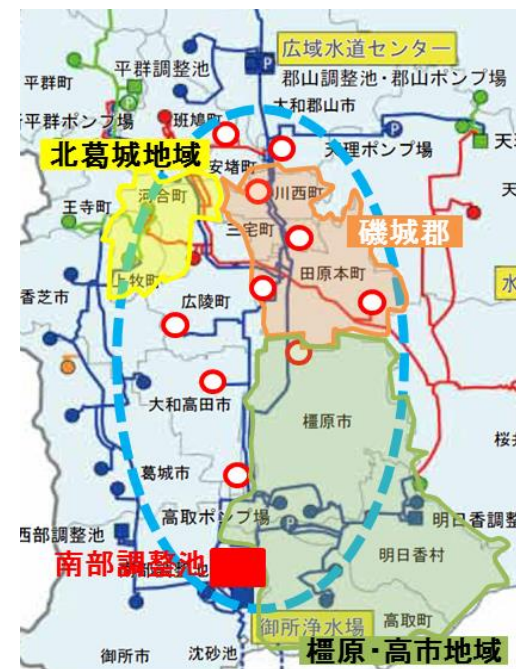 広域水道センター
平群調整池
平群町
郡山調整池・郡山ポンプ場
大和郡山市
平群ポンプ場
斑鳩町
天理ポンプ場
北葛城地域
安堵町
河合町
川西町
王寺町
三宅町
磯城郡
上牧町
田原本町
香芝市
広陵町
水
大和高田市
橿原市
桜井
葛城市
高取ポンプ場
西部調整池
明日香調整池
南部調整池
明日香村
御所浄水場
高取町
御所市
沈砂池
橿原・高市地域